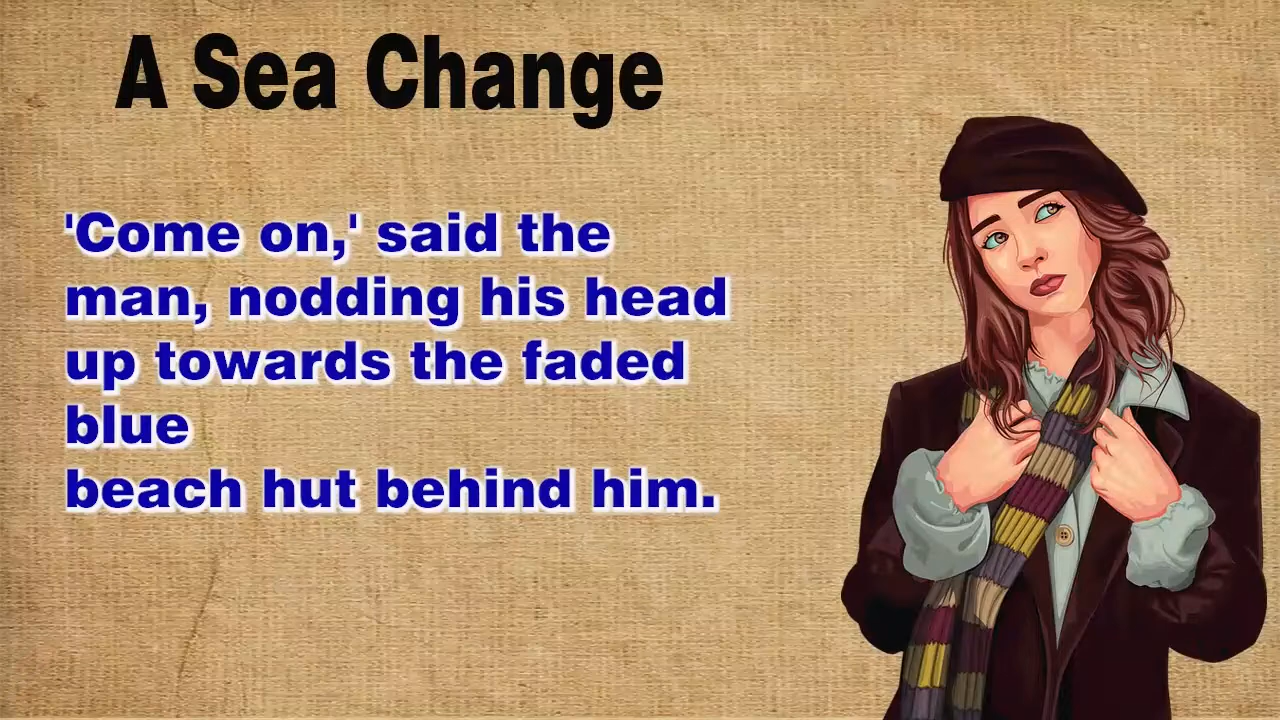 A Sea Change
'Come on,' said the
man, nodding his head
up towards the faded
blue
beach hut behind him.